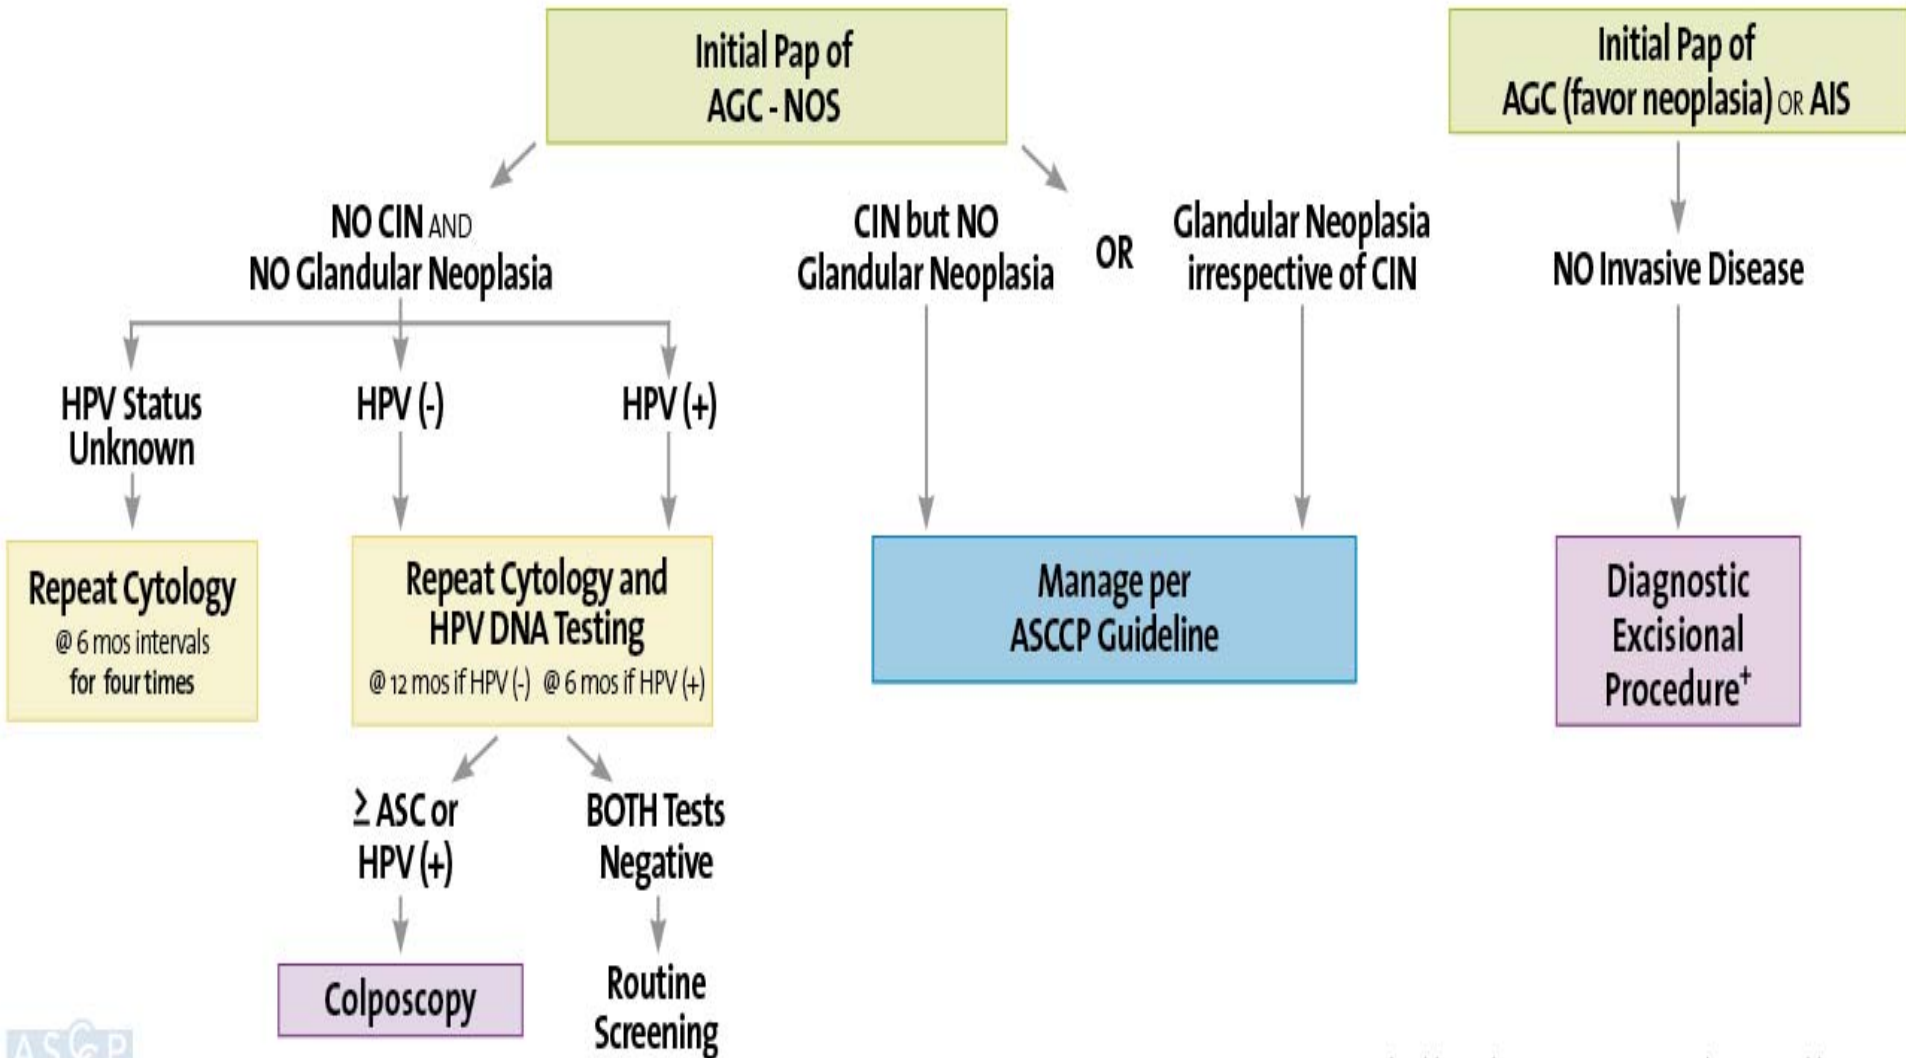 Initial Pap of
AGC - NOS
Initial Pap of
AGC (favor neoplasia) OR AIS
NO CIN AND
NO Glandular Neoplasia
CIN but NO
Glandular Neoplasia
OR
Glandular Neoplasia
irrespective of CIN
NO Invasive Disease
HPV Status
Unknown
HPV (-)
HPV (+)
Repeat Cytology
@ 6 mos intervals
for four times
Repeat Cytology and
HPV DNA Testing
@ 12 mos if HPV (-) @ 6 mos if HPV (+)
Manage per
ASCCP Guideline
Diagnostic
Excisional
Procedure⁺
≥ ASC or
HPV (+)
BOTH Tests
Negative
Colposcopy
Routine
Screening
ASCCP